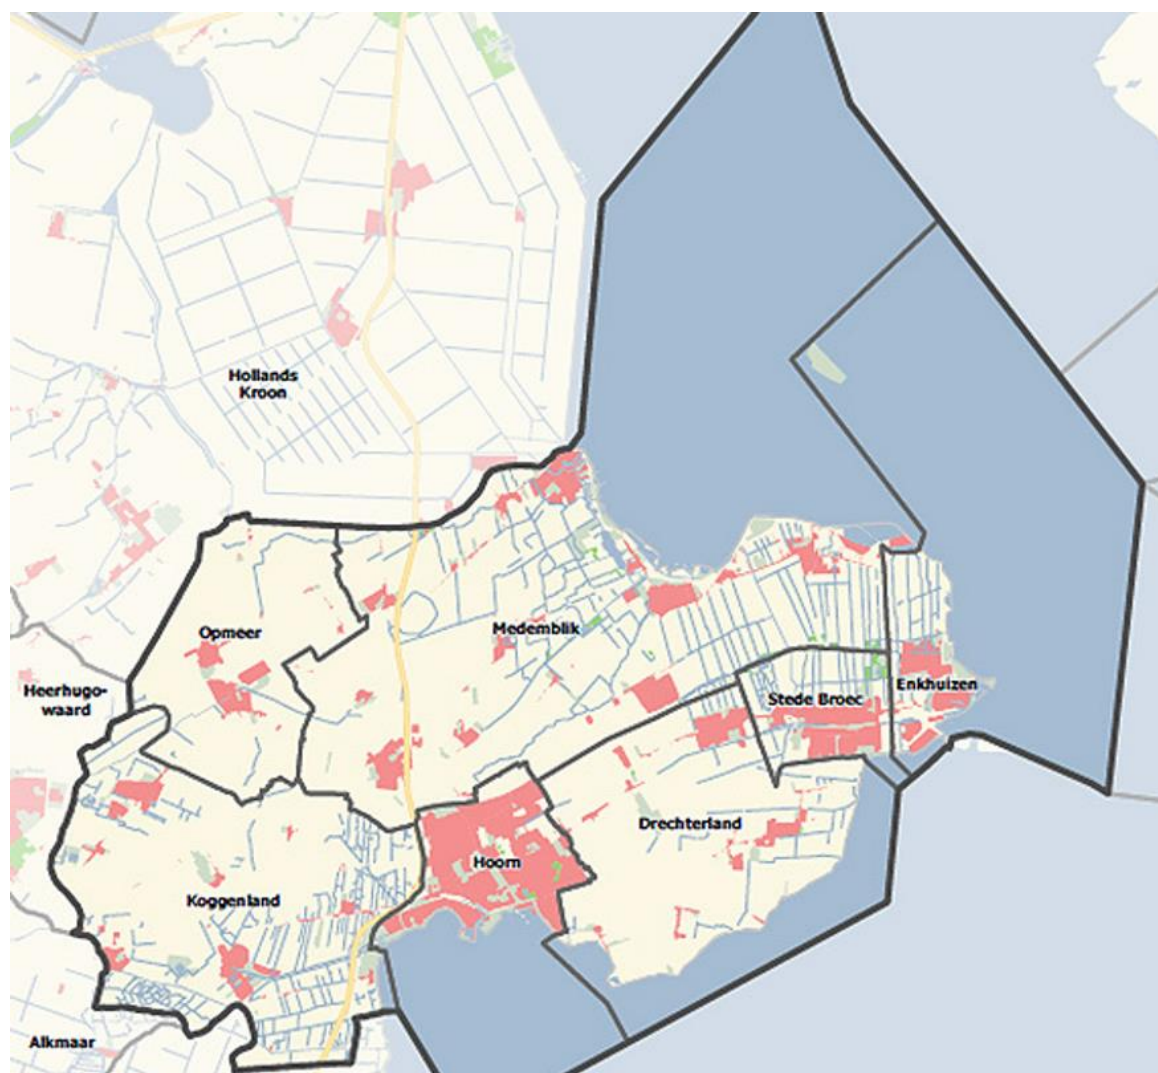 Hollands
Kroon
Opmeer
Medemblik
Heerhugo-
waard
Stede Broec
Enkhuizen
Drechterland
Hoorn
Koggenland
Alkmaar